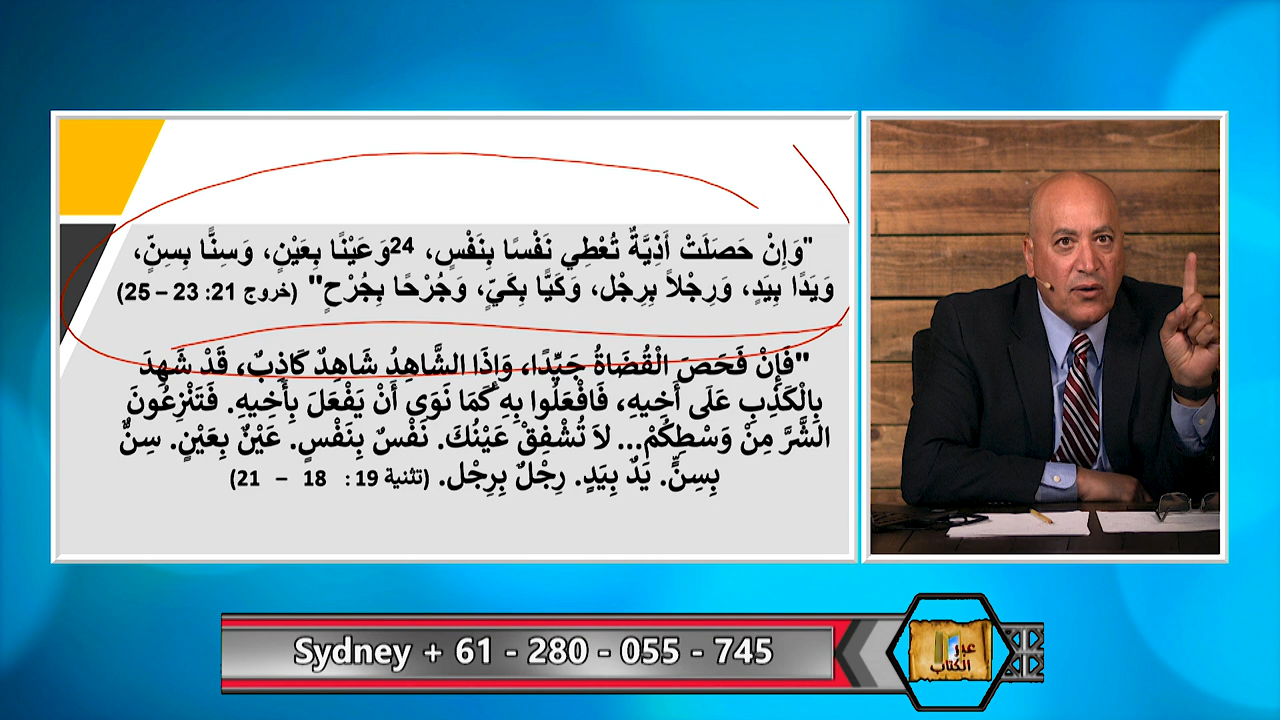 "وَإِنْ حَصَلَتْ أَذِيَّةٌ تُعْطِي نَفْسًا بِنَفْسٍ، 24وَعَيْنًا بِعَيْنٍ، وَسِنًّا بِسِنٍّ،
وَيَدًا بِيَدٍ، وَرِجْلاً بِرِجْل، وَكَيًّا بِكَيٍّ، وَجُرْحًا بِجُرْحٍ" (خروج 21: 23 – 25)
"فَإِنْ فَحَصَ الْقُضَاةُ جَيِّدًا، وَإِذَا الشَّاهِدُ شَاهِدٌ كَاذِبٌ، قَدْ شَهِدَ
بِالْكَذِبِ عَلَى أَخِيهِ، فَافْعَلُوا بِهِ كَمَا نَوَى أَنْ يَفْعَلَ بِأَخِيهِ. فَتَنْزِعُونَ
الشَّرَّ مِنْ وَسْطِكُمْ... لاَ تُشْفِقْ عَيْنُكَ. نَفْسٌ بِنَفْسٍ. عَيْنٌ بِعَيْنٍ. سِنٌّ
بِسِنٍّ. يَدٌ بِيَدٍ. رِجْلٌ بِرِجْل. (تثنية 19: 18 – 21)
Sydney + 61 - 280 - 055 - 745
عبر
الكتاب